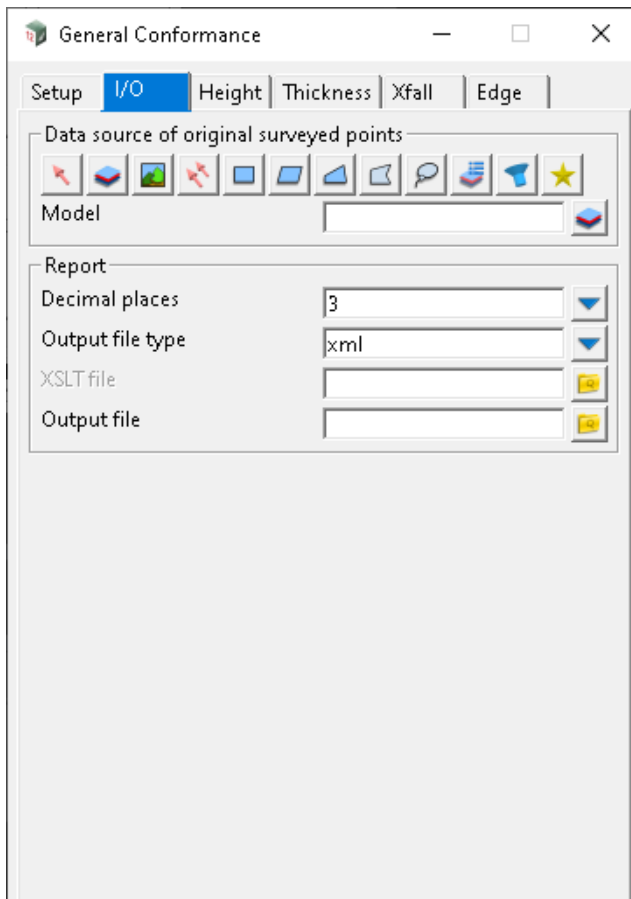 General Conformance
Setup I/O Height Thickness Xfall Edge
Data source of original surveyed points
Model
Report
Decimal places 3
Output file type xml
XSLT file
Output file